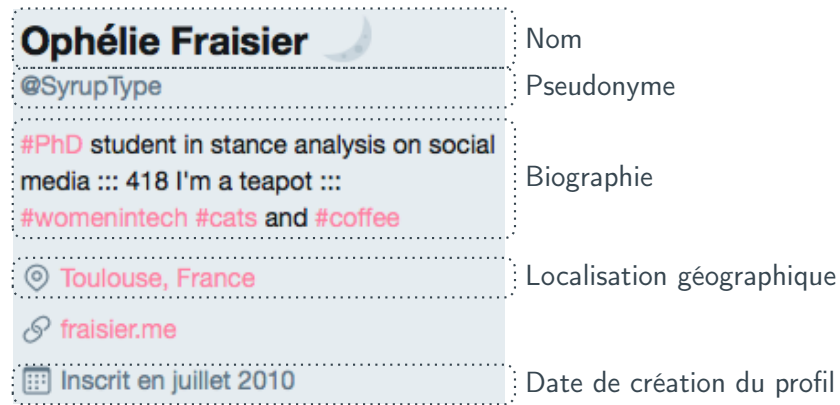 Ophélie Fraisier 🌙 Nom
@SyrupType Pseudonyme
#PhD student in stance analysis on social
media ::: 418 I'm a teapot ::: Biographie
#womenintech #cats and #coffee
Toulouse, France Localisation géographique
fraisier.me
Inscrit en juillet 2010 Date de création du profil